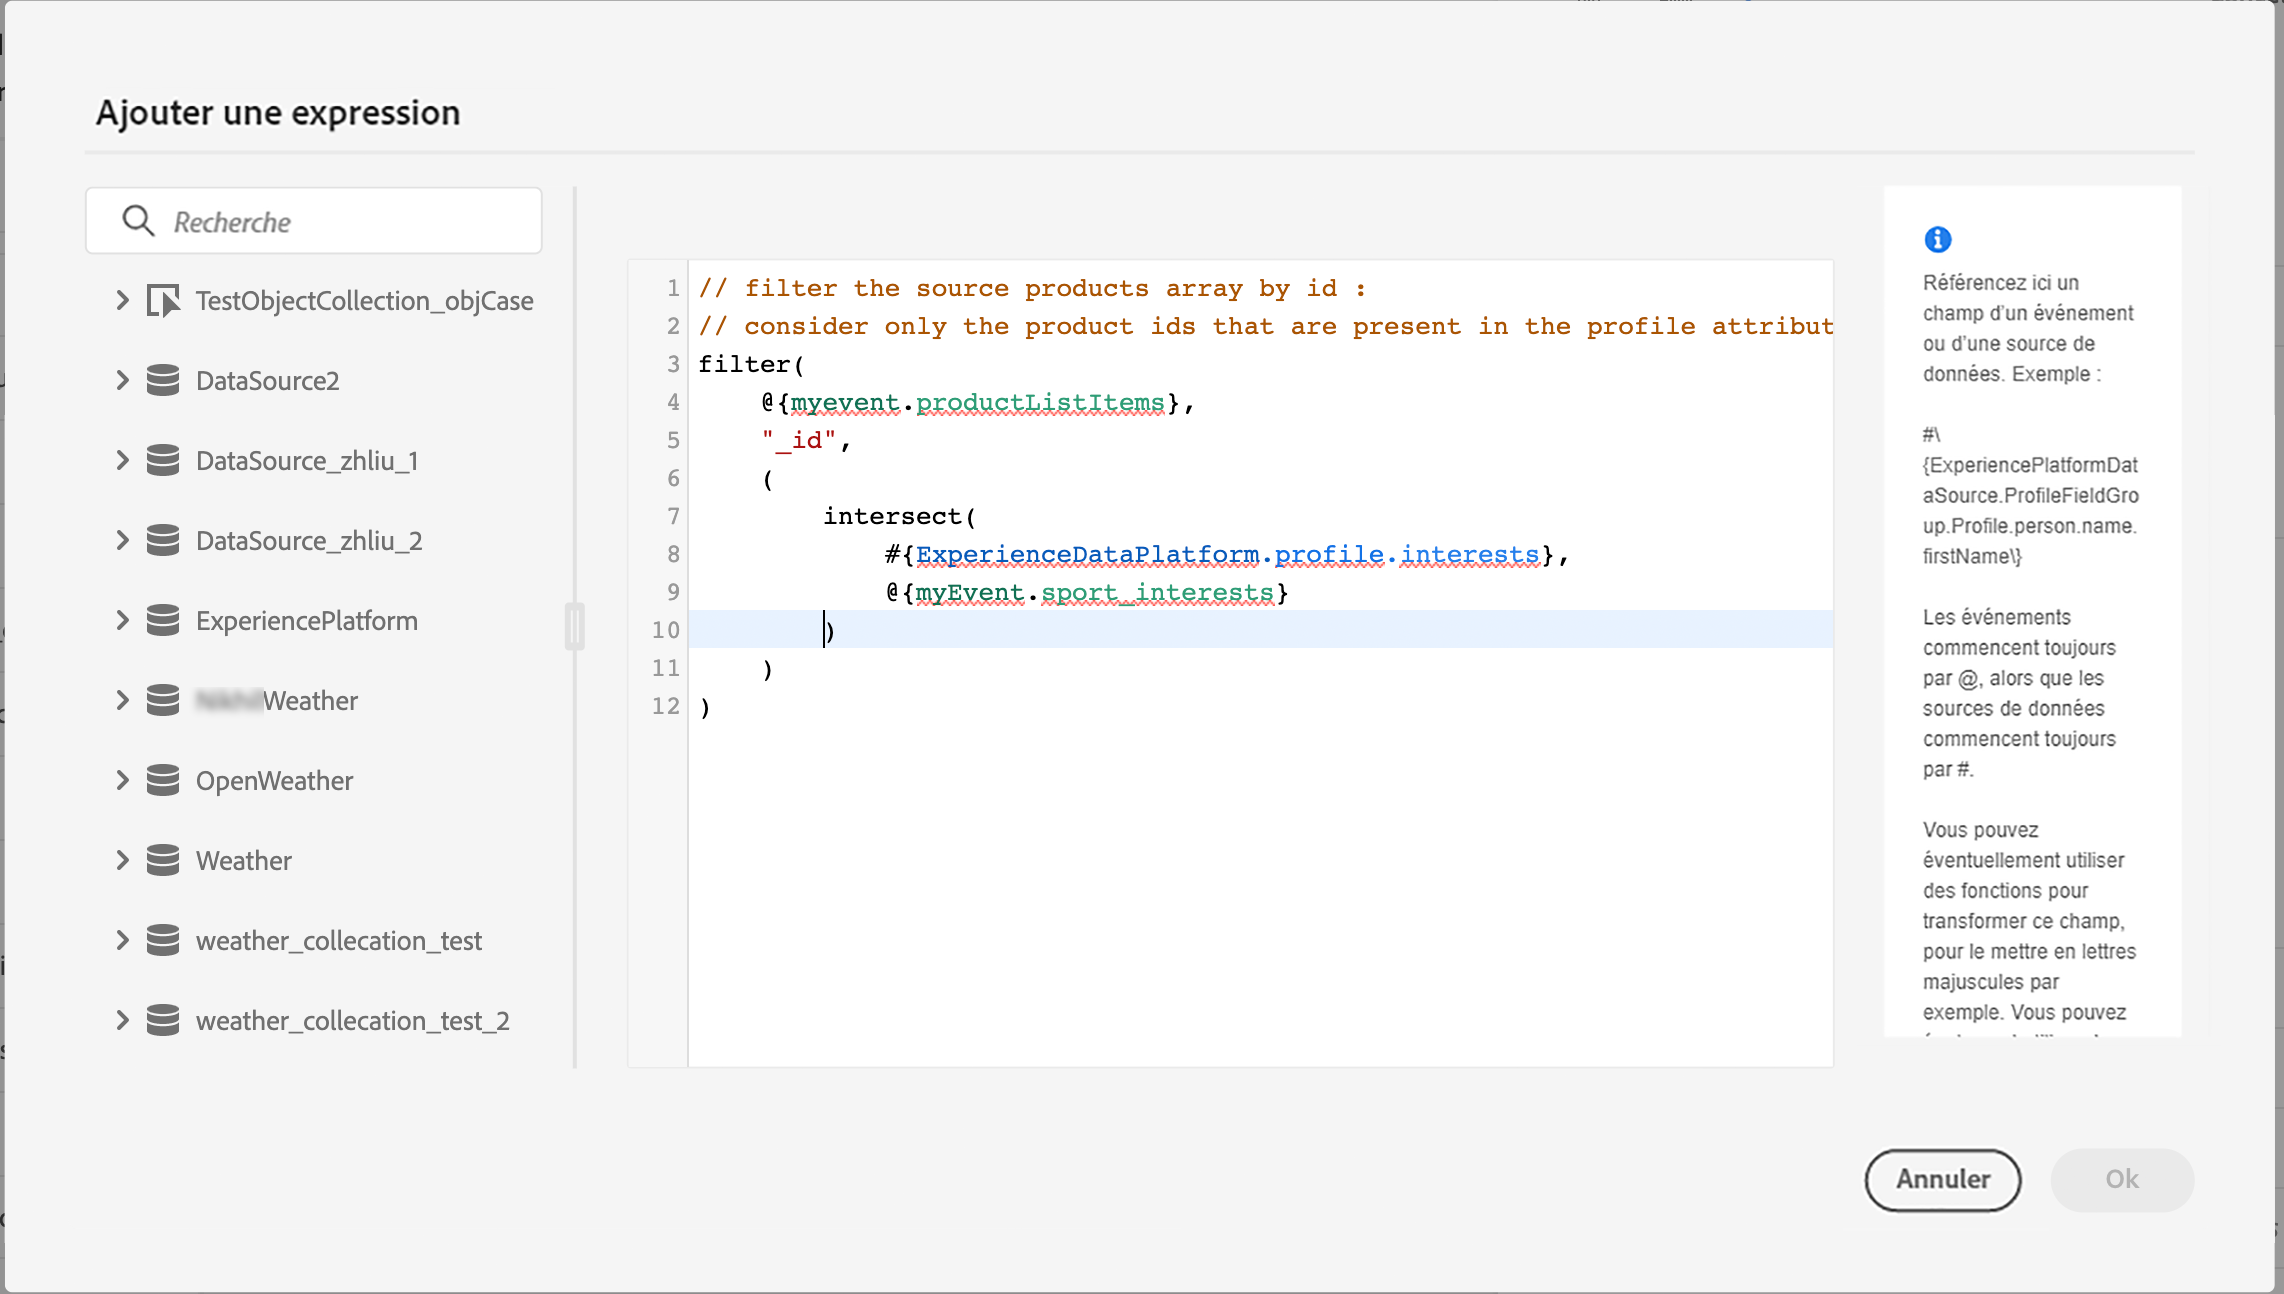 Ajouter une expression
Recherche
TestObjectCollection_objCase
DataSource2
DataSource_zhliu_1
DataSource_zhliu_2
ExperiencePlatform
Weather
OpenWeather
Weather
weather_collecation_test
weather_collecation_test_2
1 // filter the source products array by id :
2 // consider only the product ids that are present in the profile attribut
3 filter(
4 @{myevent.productListItems},
5 "_id",
6 (
7 intersect(
8 #{ExperienceDataPlatform.profile.interests},
9 @{myEvent.sport_interests}
10 )
11 )
12 )
Référencez ici un
champ d’un événement
ou d’une source de
données. Exemple :
#\
{ExperiencePlatformDat
aSource.ProfileFieldGro
up.Profile.person.name.
firstName\}
Les événements
commencent toujours
par @, alors que les
sources de données
commencent toujours
par #.
Vous pouvez
éventuellement utiliser
des fonctions pour
transformer ce champ,
pour le mettre en lettres
majuscules par
exemple. Vous pouvez
Annuler
Ok